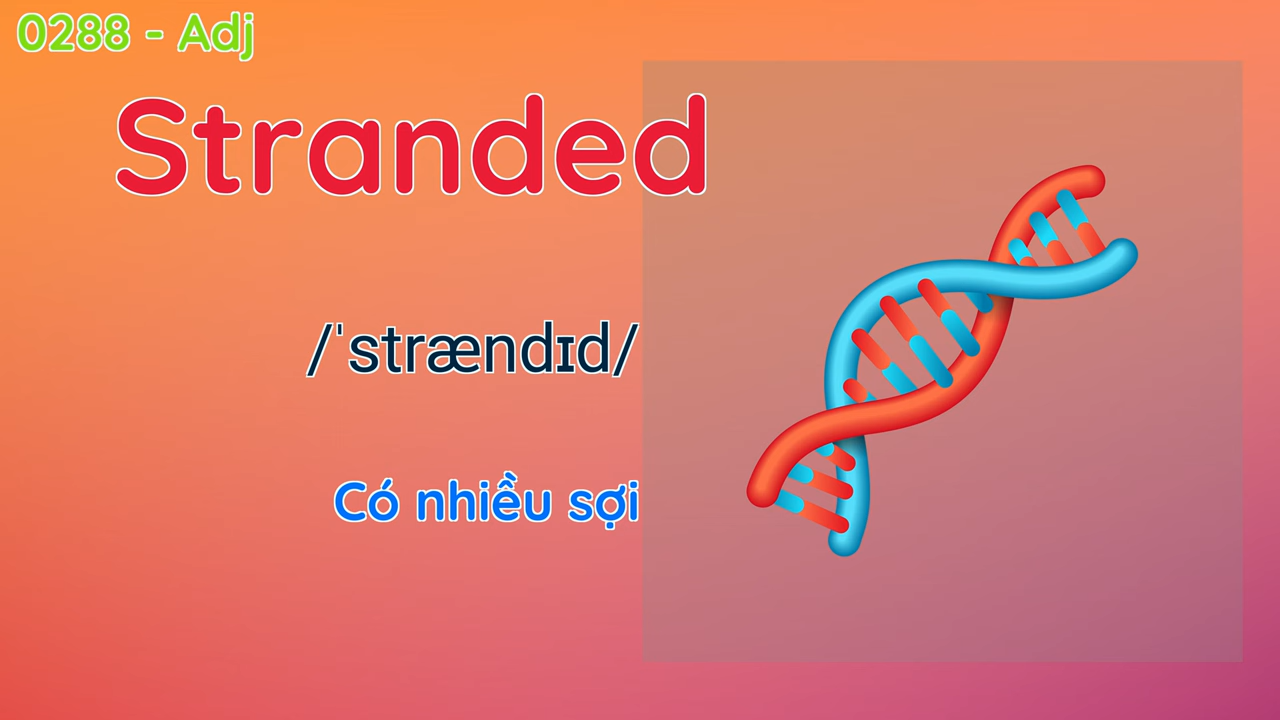 0288 - Adj
Stranded
/ˈstrændɪd/
Có nhiều sợi